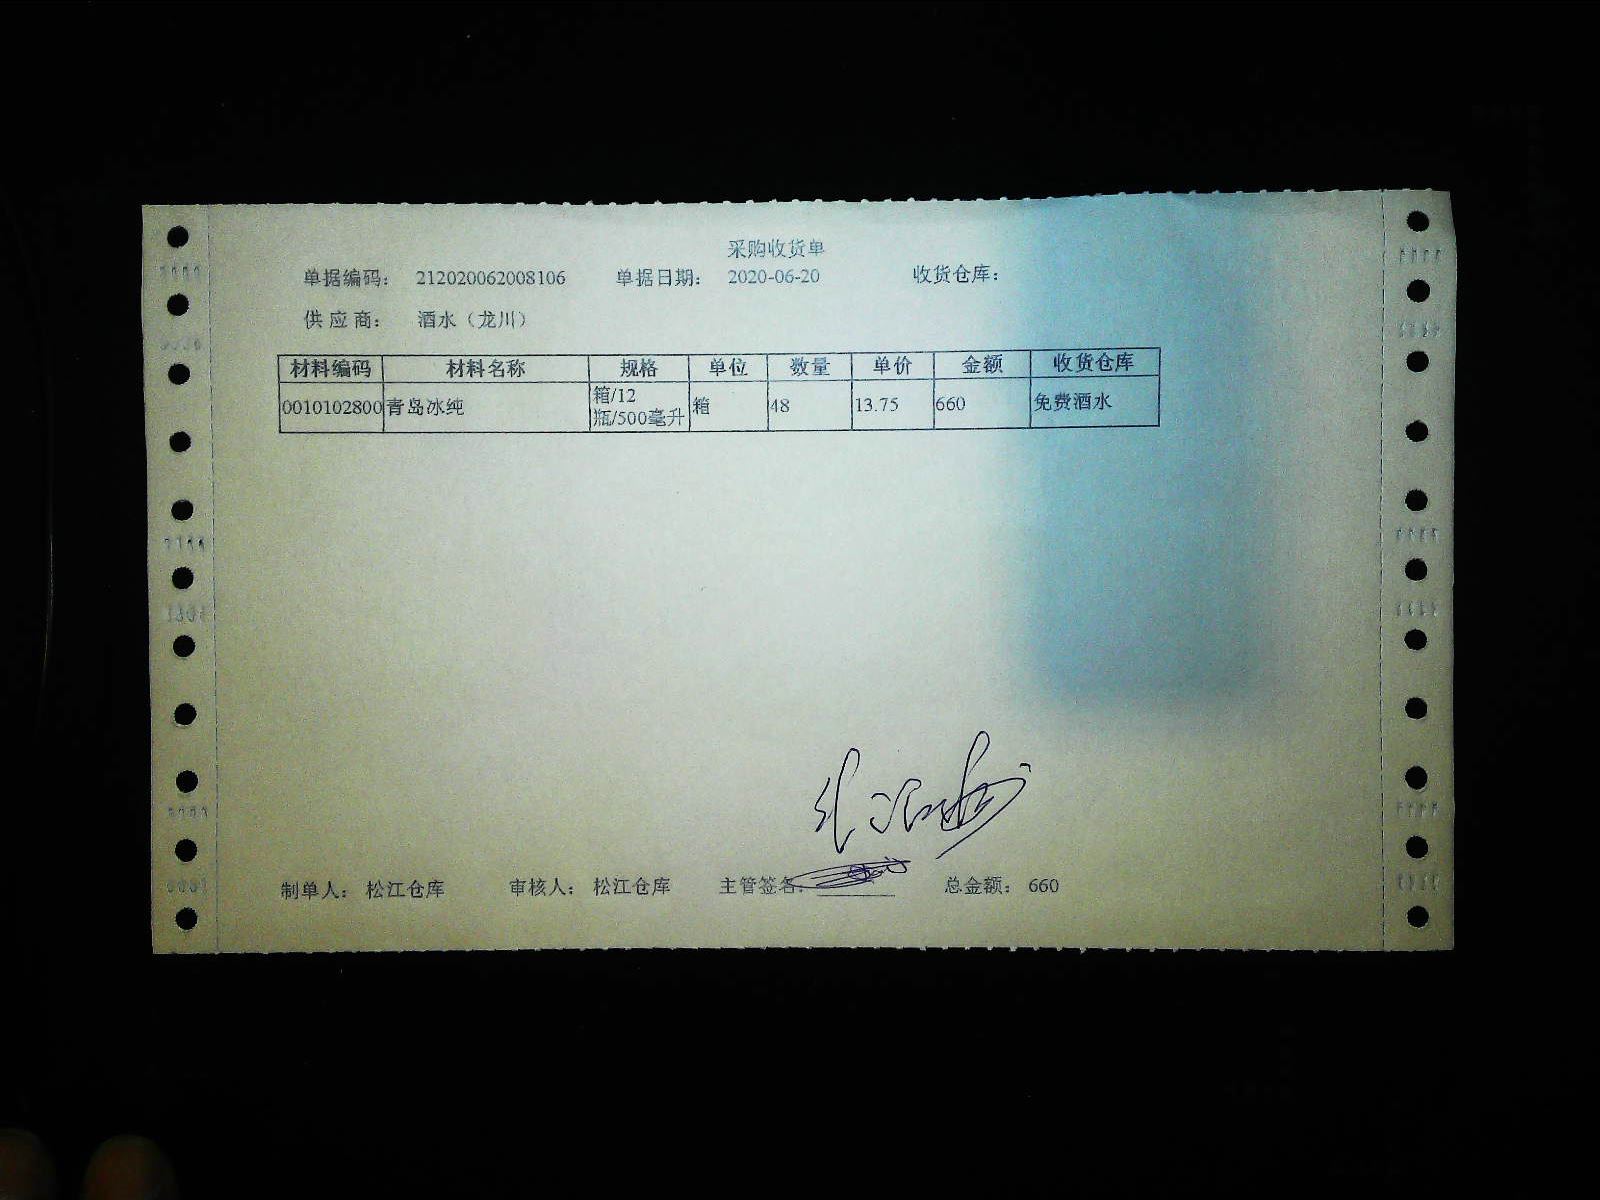 采购收货单
单据编码： 212020062008106 单据日期： 2020-06-20 收货仓库：
供 应 商： 酒水（龙川）
材料编码 材料名称 规格 单位 数量 单价 金额 收货仓库
0010102800 青岛冰纯 箱/12瓶/500毫升 箱 48 13.75 660 免费酒水
制单人： 松江仓库 审核人： 松江仓库 主管签名： 总金额： 660